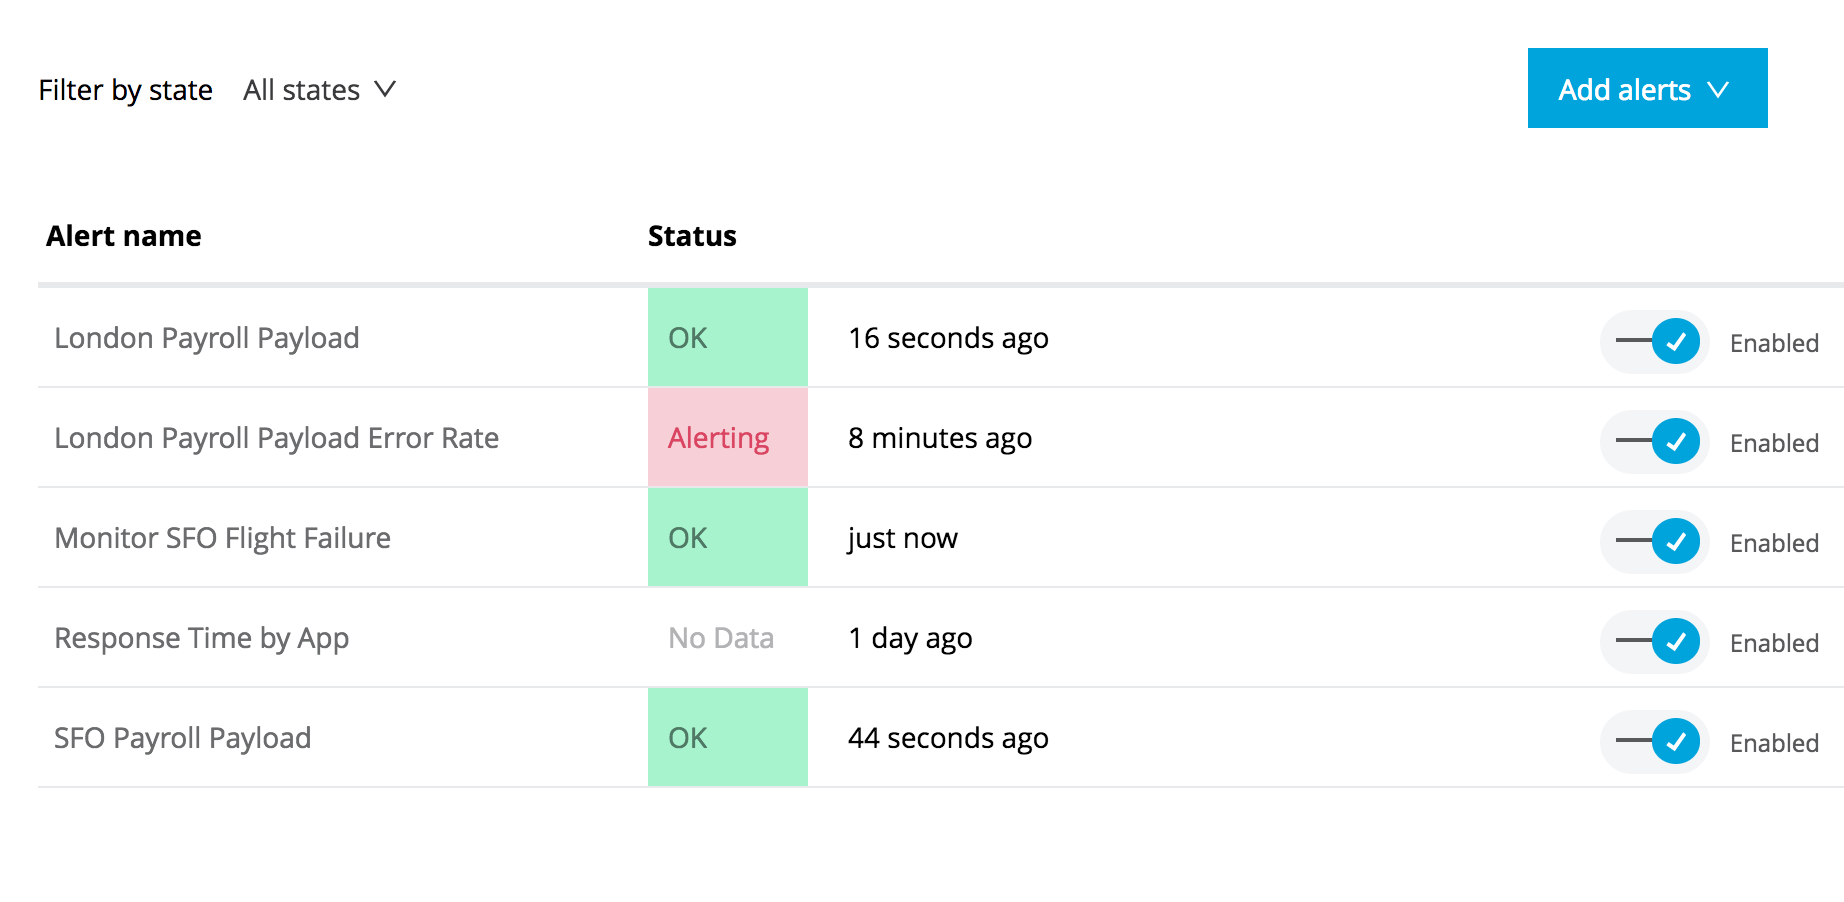 Filter by state All states Add alerts
Alert name Status
London Payroll Payload OK 16 seconds ago Enabled
London Payroll Payload Error Rate Alerting 8 minutes ago Enabled
Monitor SFO Flight Failure OK just now Enabled
Response Time by App No Data 1 day ago Enabled
SFO Payroll Payload OK 44 seconds ago Enabled